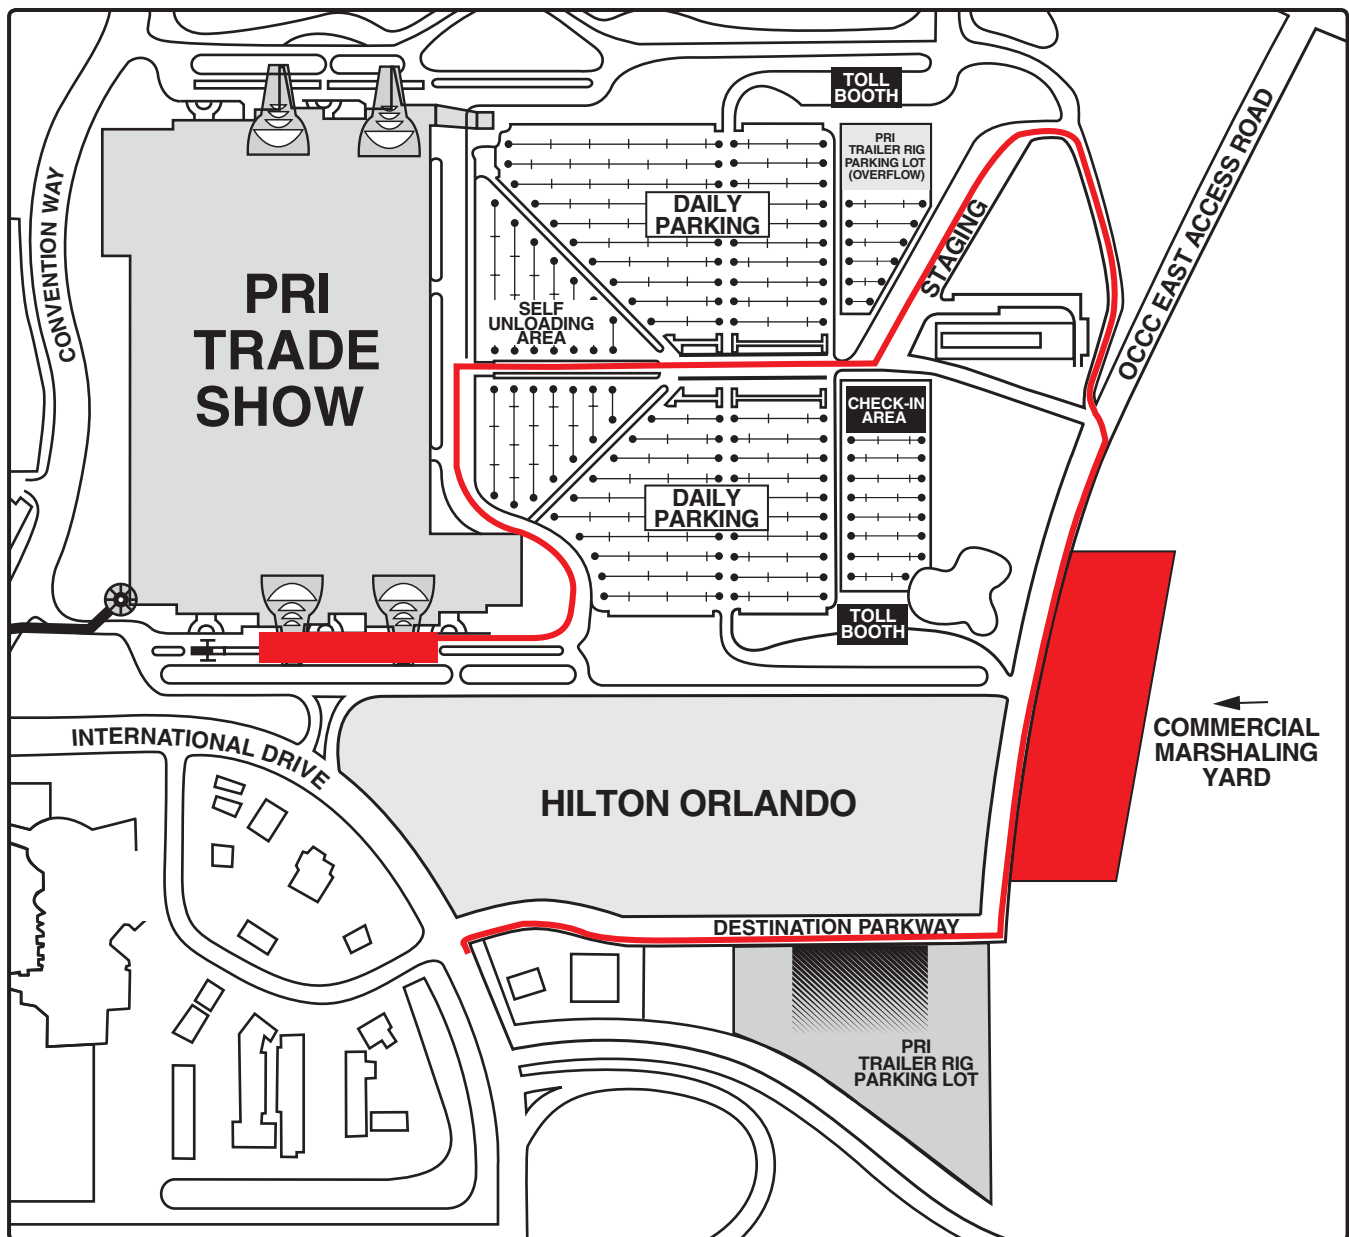 TOLL
BOOTH
PRI
TRAILER RIG
PARKING LOT
(OVERFLOW)
OCCC EAST ACCESS ROAD
CONVENTION WAY
DAILY
PARKING
STAGING
PRI
TRADE
SHOW
SELF
UNLOADING
AREA
CHECK-IN
AREA
DAILY
PARKING
TOLL
BOOTH
COMMERCIAL
MARSHALING
YARD
INTERNATIONAL DRIVE
HILTON ORLANDO
DESTINATION PARKWAY
PRI
TRAILER RIG
PARKING LOT